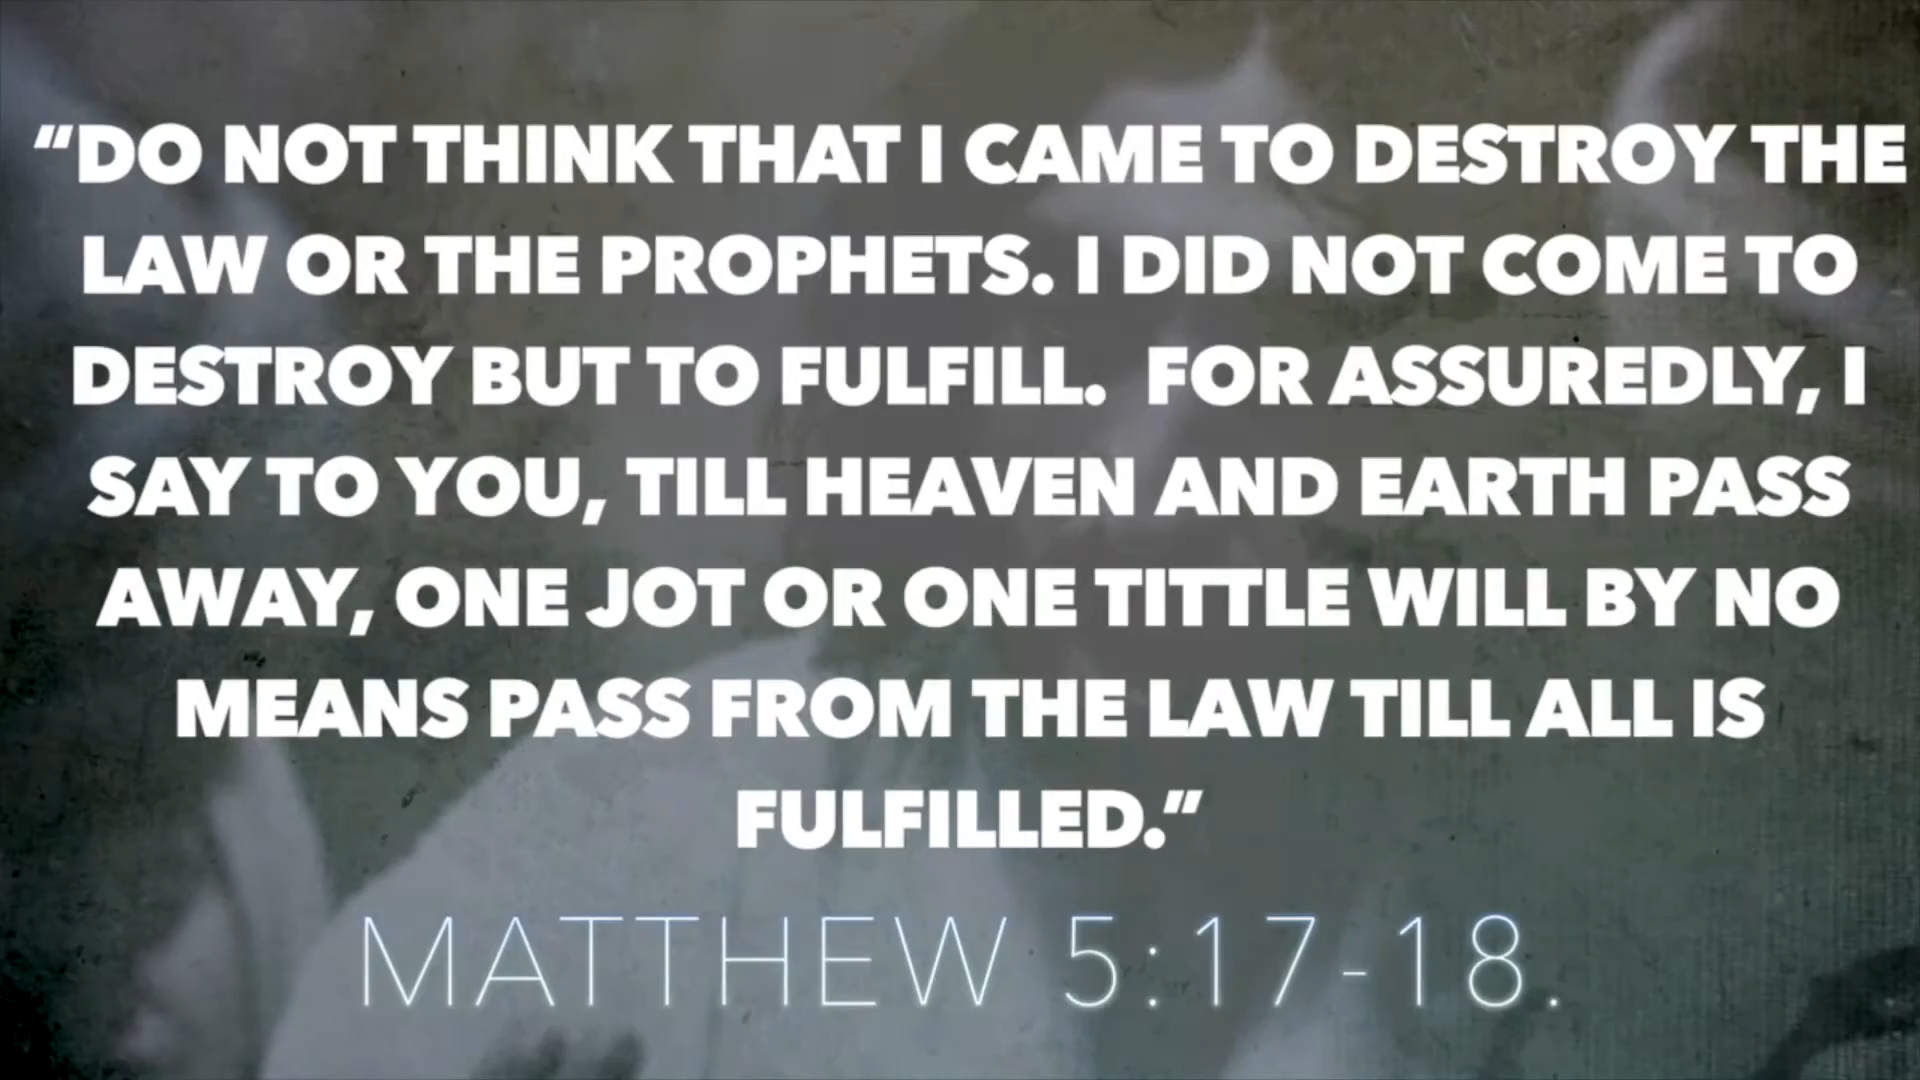 “DO NOT THINK THAT I CAME TO DESTROY THE
LAW OR THE PROPHETS. I DID NOT COME TO
DESTROY BUT TO FULFILL.  FOR ASSUREDLY, I
SAY TO YOU, TILL HEAVEN AND EARTH PASS
AWAY, ONE JOT OR ONE TITTLE WILL BY NO
MEANS PASS FROM THE LAW TILL ALL IS
FULFILLED.“
MATTHEW 5:17-18.